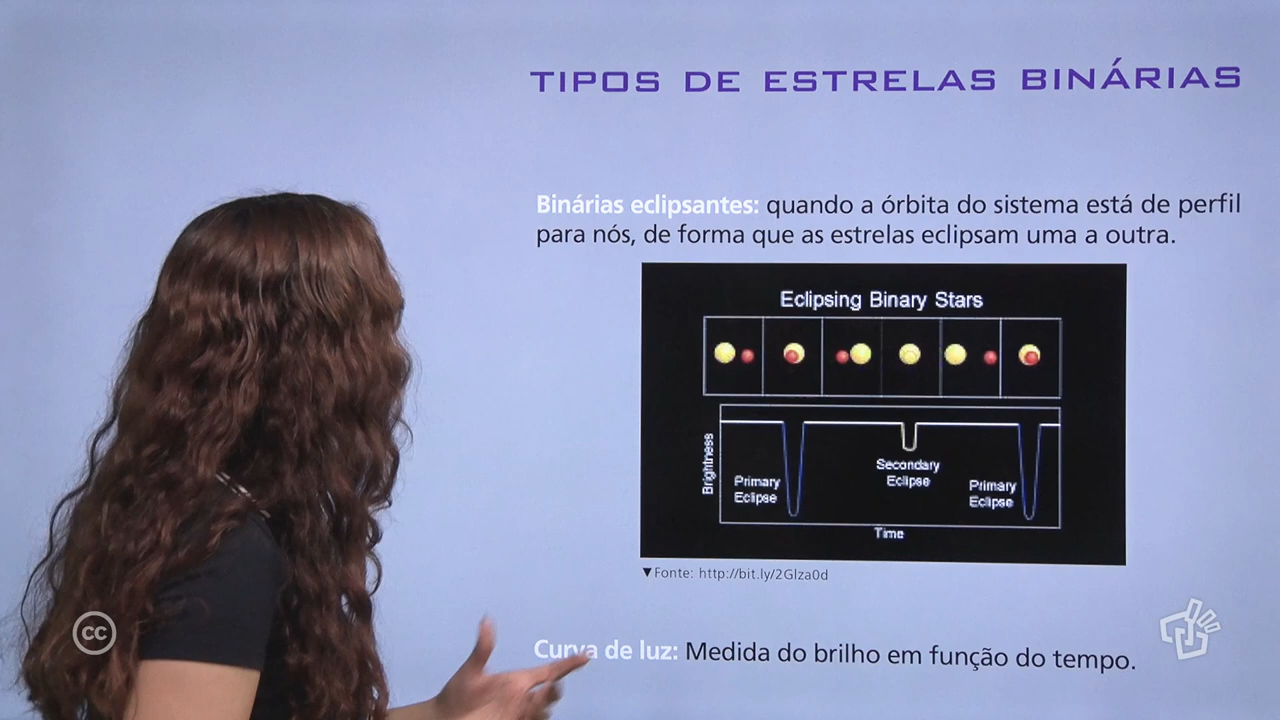 TIPOS DE ESTRELAS BINÁRIAS
Binárias eclipsantes: quando a órbita do sistema está de perfil
para nós, de forma que as estrelas eclipsam uma a outra.
Eclipsing Binary Stars
Brightness
Primary
Eclipse
Secondary
Eclipse
Primary
Eclipse
Time
▼Fonte: http://bit.ly/2Glza0d
Curva de luz: Medida do brilho em função do tempo.
cc